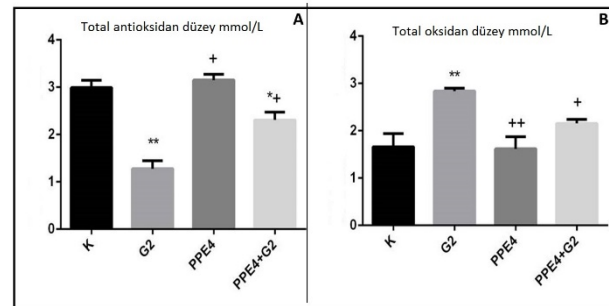 Total antioksidan düzey mmol/L
A
4
3
2
1
0
**
+
*+
K
G2
PPE4
PPE4+G2
Total oksidan düzey mmol/L
B
4
3
2
1
0
**
++
+
K
G2
PPE4
PPE4+G2